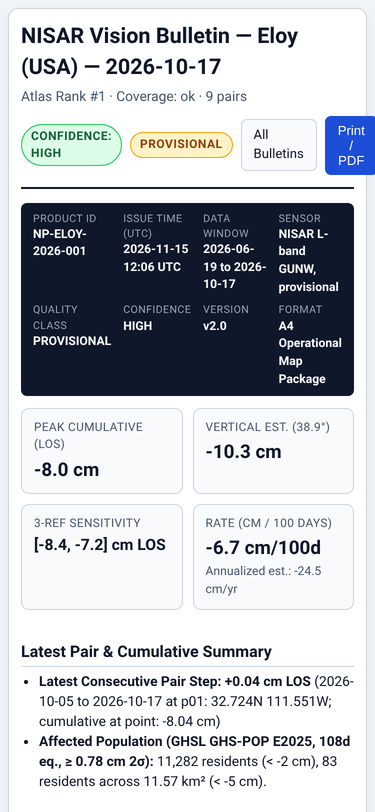 NISAR Vision Bulletin — Eloy
(USA) — 2026-10-17
Atlas Rank #1 · Coverage: ok · 9 pairs
CONFIDENCE:
HIGH
PROVISIONAL
All
Bulletins
Print
/
PDF
PRODUCT ID
NP-ELOY-
2026-001
ISSUE TIME
(UTC)
2026-11-15
12:06 UTC
DATA
WINDOW
2026-06-
19 to 2026-
10-17
SENSOR
NISAR L-
band
GUNW,
provisional
QUALITY
CLASS
PROVISIONAL
CONFIDENCE
HIGH
VERSION
v2.0
FORMAT
A4
Operational
Map
Package
PEAK CUMULATIVE
(LOS)
-8.0 cm
VERTICAL EST. (38.9°)
-10.3 cm
3-REF SENSITIVITY
[-8.4, -7.2] cm LOS
RATE (CM / 100 DAYS)
-6.7 cm/100d
Annualized est.: -24.5
cm/yr
Latest Pair & Cumulative Summary
• Latest Consecutive Pair Step: +0.04 cm LOS (2026-
10-05 to 2026-10-17 at p01: 32.724N 111.551W;
cumulative at point: -8.04 cm)
• Affected Population (GHSL GHS-POP E2025, 108d
eq., ≥ 0.78 cm 2σ): 11,282 residents (< -2 cm), 83
residents across 11.57 km² (< -5 cm).